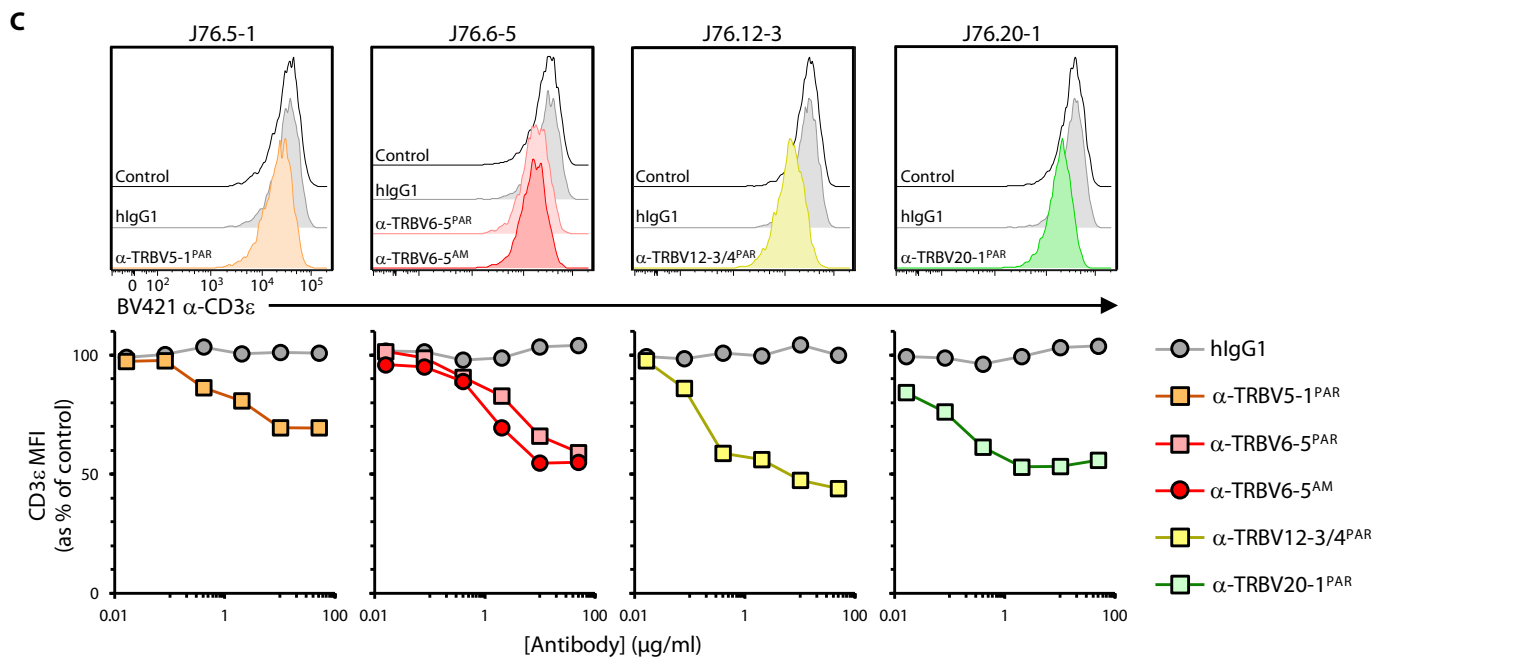 C
J76.5-1 J76.6-5 J76.12-3 J76.20-1
Control
hIgG1
α-TRBV5-1PAR
Control
hIgG1
α-TRBV6-5PAR
α-TRBV6-5AM
Control
hIgG1
α-TRBV12-3/4PAR
Control
hIgG1
α-TRBV20-1PAR
0 10² 10³ 10⁴ 10⁵
BV421 α-CD3ε
CD3ε MFI
(as % of control)
100
50
0
0.01 1 100
0.01 1 100
0.01 1 100
0.01 1 100
[Antibody] (μg/ml)
hIgG1
α-TRBV5-1PAR
α-TRBV6-5PAR
α-TRBV6-5AM
α-TRBV12-3/4PAR
α-TRBV20-1PAR